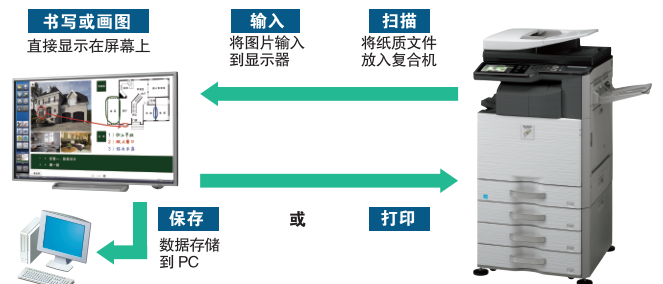 书写或画图
直接显示在屏幕上
输入
将图片输入
到显示器
扫描
将纸质文件
放入复合机
保存
或
打印
数据存储
到 PC